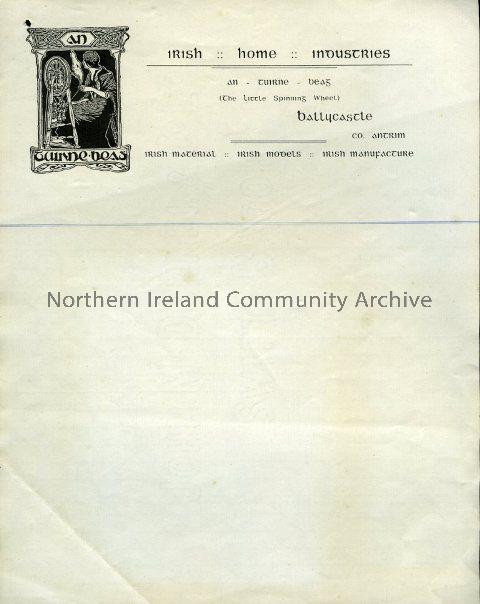 AN
TUIRNE·BEAG
IRISH :: HOME :: INDUSTRIES
AN - TUIRNE - BEAG
(The Little Spinning Wheel)
Ballycastle
CO. ANTRIM
IRISH MATERIAL :: IRISH MODELS :: IRISH MANUFACTURE
Northern Ireland Community Archive